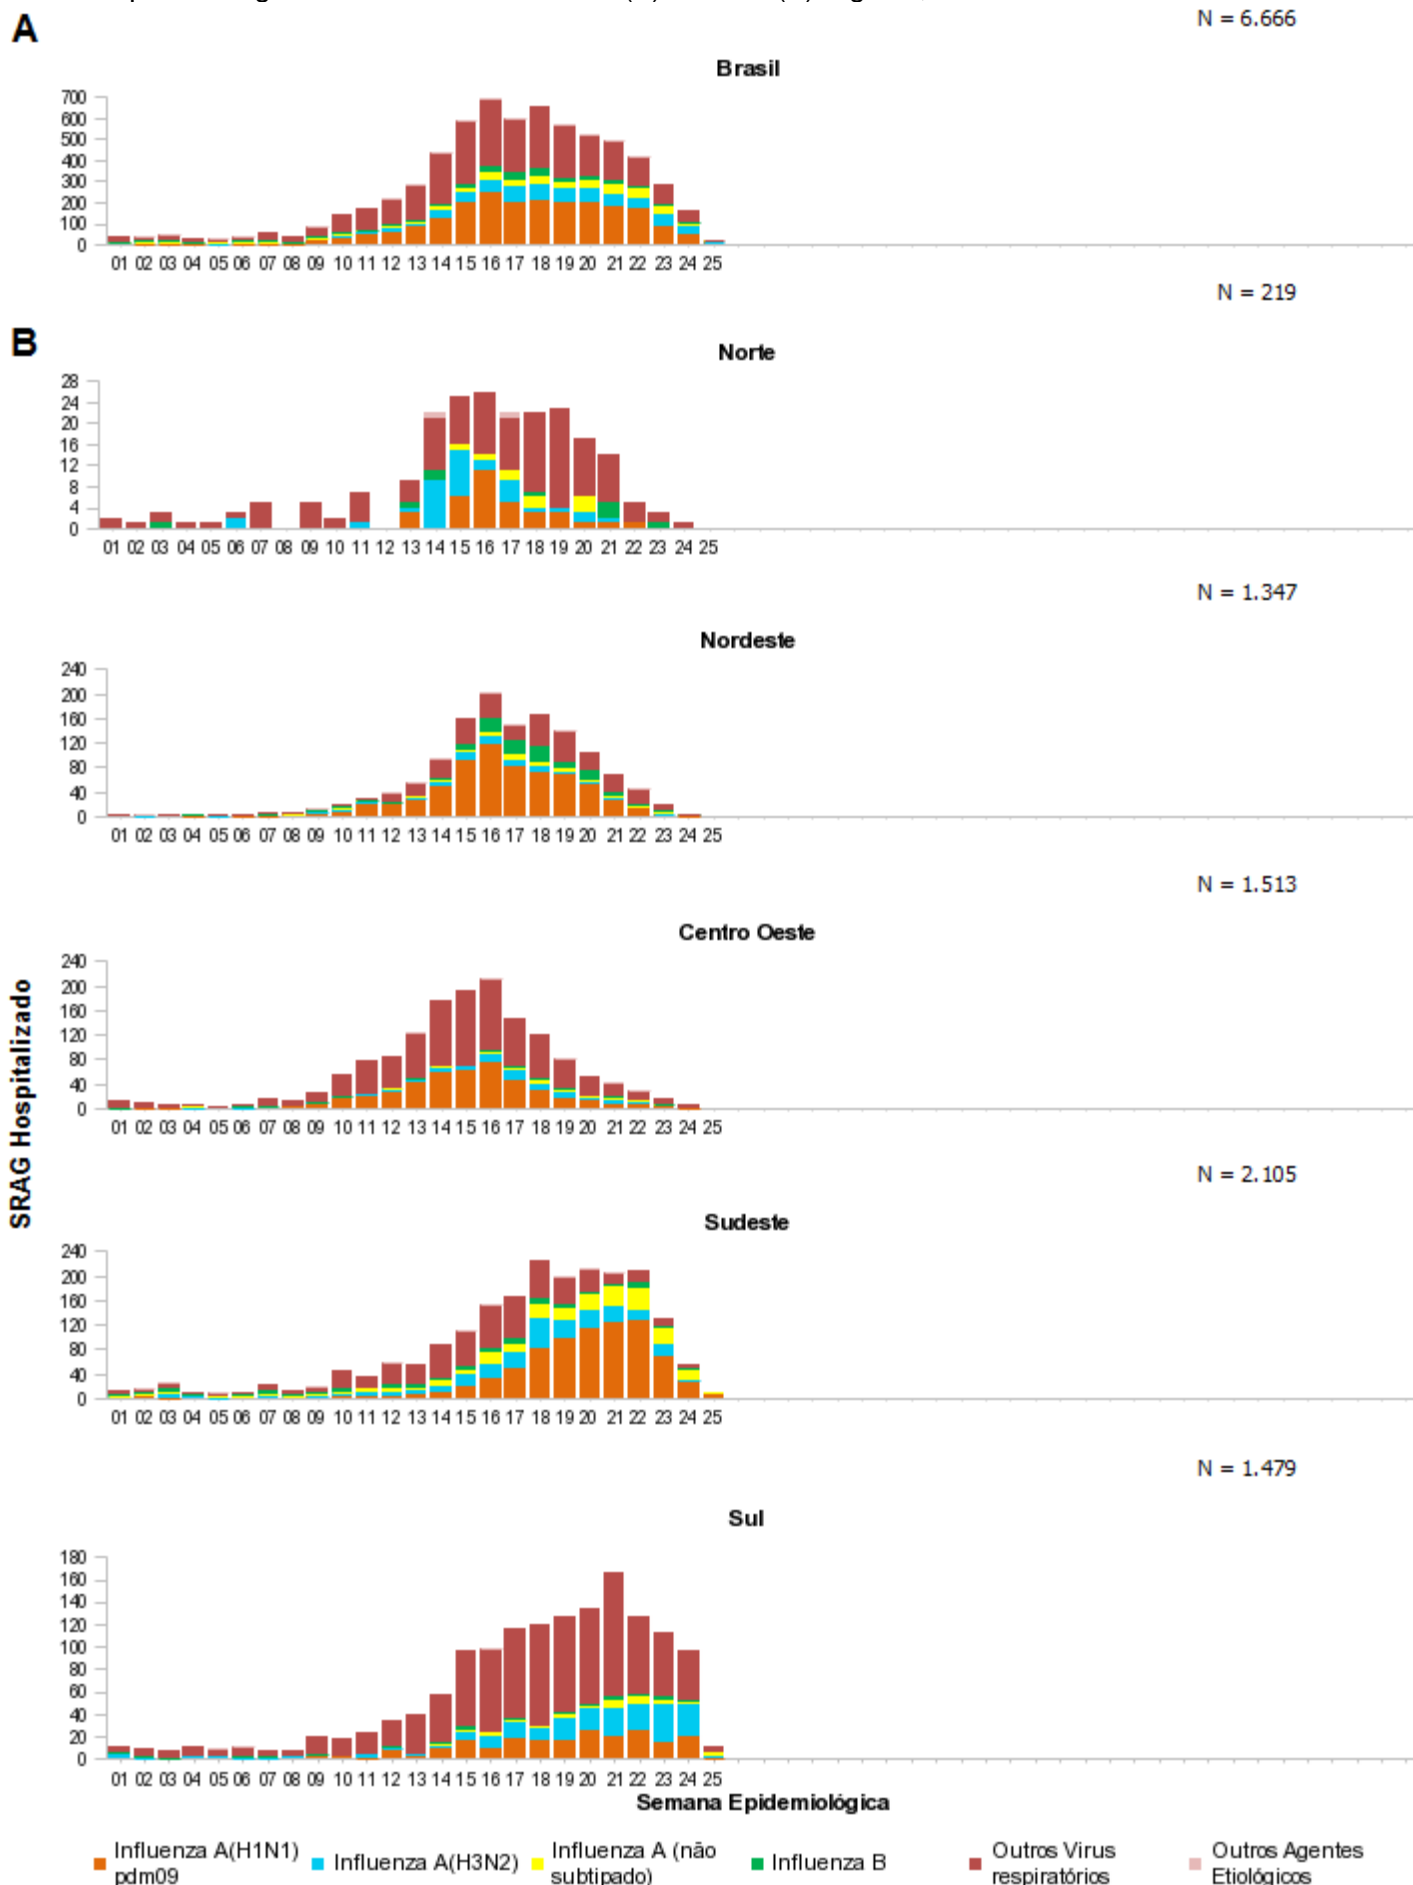 A
N = 6.666
Brasil
700
600
500
400
300
200
100
0
01 02 03 04 05 06 07 08 09 10 11 12 13 14 15 16 17 18 19 20 21 22 23 24 25
N = 219
B
Norte
28
24
20
16
12
8
4
0
01 02 03 04 05 06 07 08 09 10 11 12 13 14 15 16 17 18 19 20 21 22 23 24 25
N = 1.347
Nordeste
240
200
160
120
80
40
0
01 02 03 04 05 06 07 08 09 10 11 12 13 14 15 16 17 18 19 20 21 22 23 24 25
N = 1.513
Centro Oeste
240
200
160
120
80
40
0
01 02 03 04 05 06 07 08 09 10 11 12 13 14 15 16 17 18 19 20 21 22 23 24 25
SRAG Hospitalizado
N = 2.105
Sudeste
240
200
160
120
80
40
0
01 02 03 04 05 06 07 08 09 10 11 12 13 14 15 16 17 18 19 20 21 22 23 24 25
N = 1.479
Sul
180
160
140
120
100
80
60
40
20
0
01 02 03 04 05 06 07 08 09 10 11 12 13 14 15 16 17 18 19 20 21 22 23 24 25
Semana Epidemiológica
Influenza A(H1N1)
pdm09
Influenza A(H3N2)
Influenza A (não
subtipado)
Influenza B
Outros Virus
respiratórios
Outros Agentes
Etiológicos